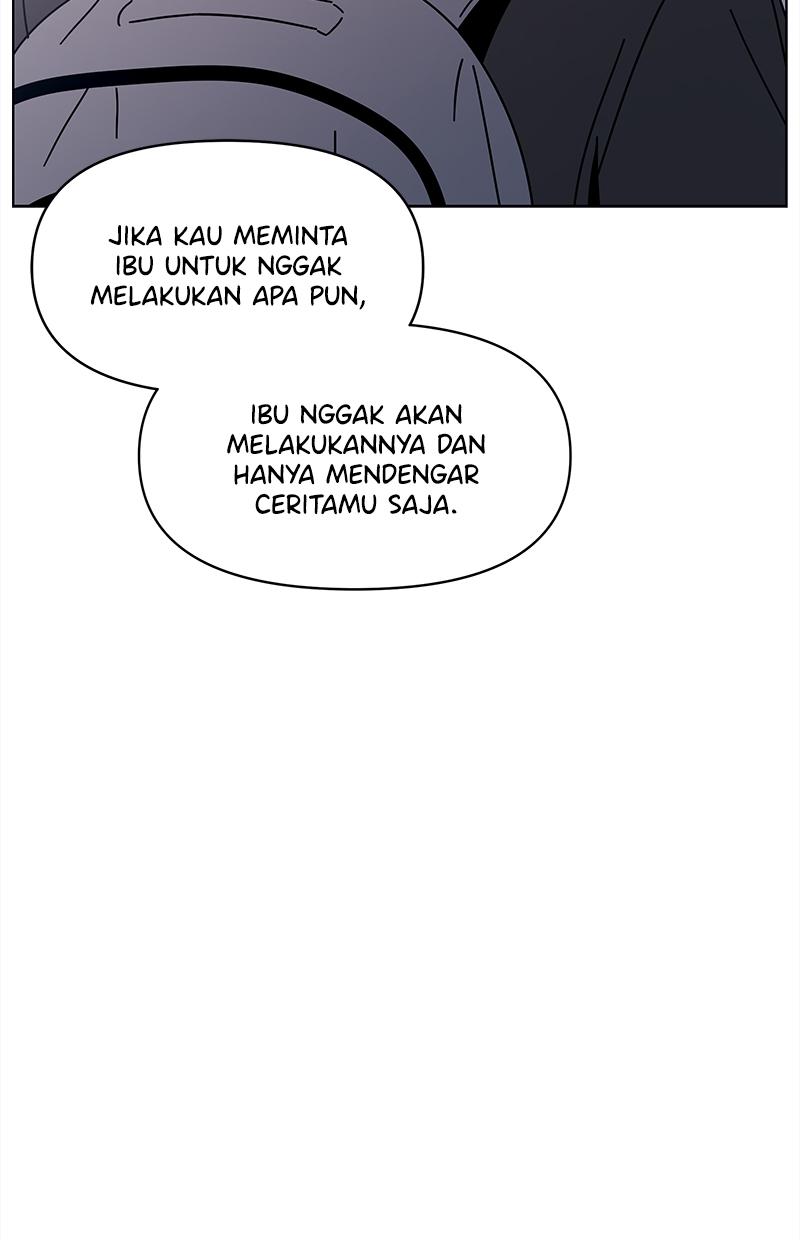 JIKA KAU MEMINTA
IBU UNTUK NGGAK
MELAKUKAN APA PUN,
IBU NGGAK AKAN
MELAKUKANNYA DAN
HANYA MENDENGAR
CERITAMU SAJA.